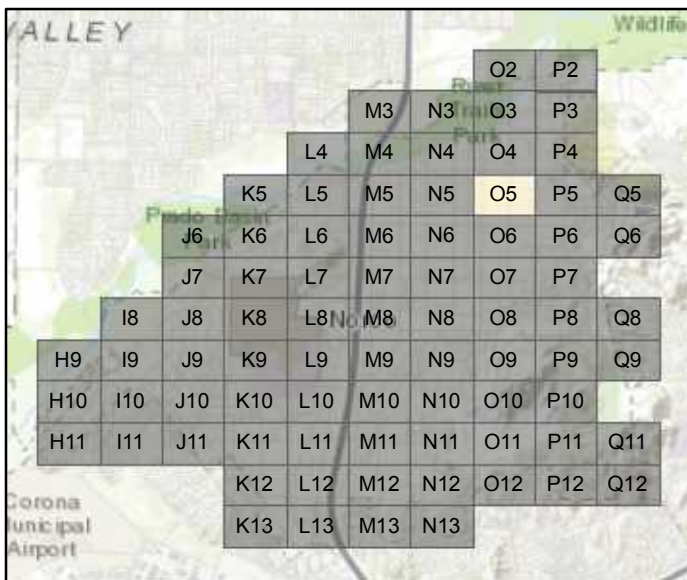 VALLEY
Wildlife
O2 P2
River
M3 N3 O3 P3
Trails
Park
L4 M4 N4 O4 P4
K5 L5 M5 N5 O5 P5 Q5
Prado Basin
Park
J6 K6 L6 M6 N6 O6 P6 Q6
J7 K7 L7 M7 N7 O7 P7
I8 J8 K8 L8 M8 N8 O8 P8 Q8
Norco
H9 I9 J9 K9 L9 M9 N9 O9 P9 Q9
H10 I10 J10 K10 L10 M10 N10 O10 P10
H11 I11 J11 K11 L11 M11 N11 O11 P11 Q11
K12 L12 M12 N12 O12 P12 Q12
Corona
Municipal
Airport
K13 L13 M13 N13